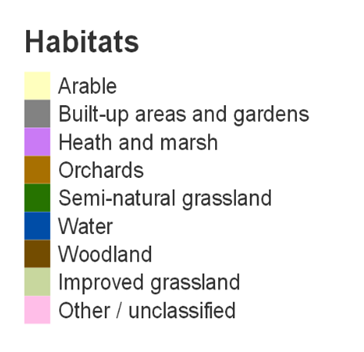 Habitats
Arable
Built-up areas and gardens
Heath and marsh
Orchards
Semi-natural grassland
Water
Woodland
Improved grassland
Other / unclassified